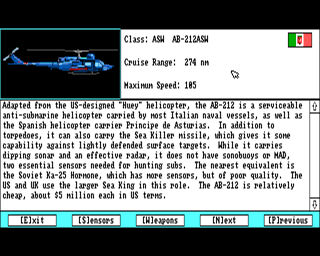 Class: ASW  AB-212ASW
Cruise Range:  274 nm
Maximum Speed: 105
Adapted from the US-designed "Huey" helicopter, the AB-212 is a serviceable
anti-submarine helicopter carried by most Italian naval vessels, as well as
the Spanish helicopter carrier Principe de Asturias.  In addition to
torpedoes, it can also carry the Sea Killer missile, which gives it some
capability against lightly defended surface targets.  While it carries
dipping sonar and an effective radar, it does not have sonobuoys or MAD,
two essential sensors needed for hunting subs.  The nearest equivalent is
the Soviet Ka-25 Hormone, which has more sensors, but of poor quality.  The
US and UK use the larger Sea King in this role.  The AB-212 is relatively
cheap, about $5 million each in US terms.
[E]xit [S]ensors [W]eapons [N]ext [P]revious